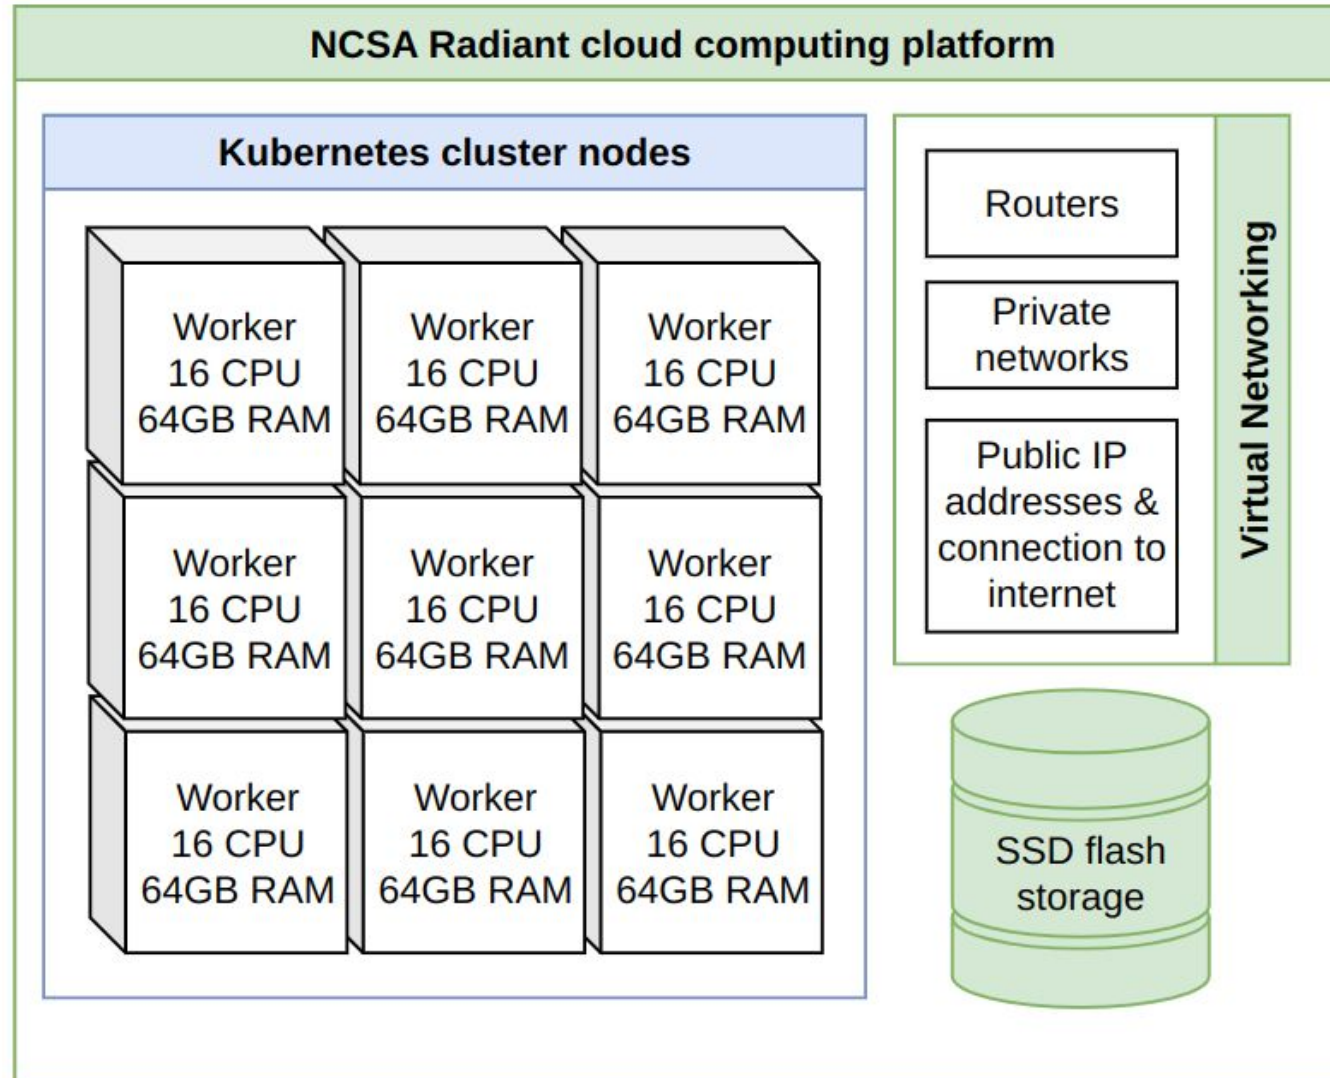 NCSA Radiant cloud computing platform
Kubernetes cluster nodes
Worker
16 CPU
64GB RAM
Worker
16 CPU
64GB RAM
Worker
16 CPU
64GB RAM
Worker
16 CPU
64GB RAM
Worker
16 CPU
64GB RAM
Worker
16 CPU
64GB RAM
Worker
16 CPU
64GB RAM
Worker
16 CPU
64GB RAM
Worker
16 CPU
64GB RAM
Routers
Private
networks
Public IP
addresses &
connection to
internet
Virtual Networking
SSD flash
storage